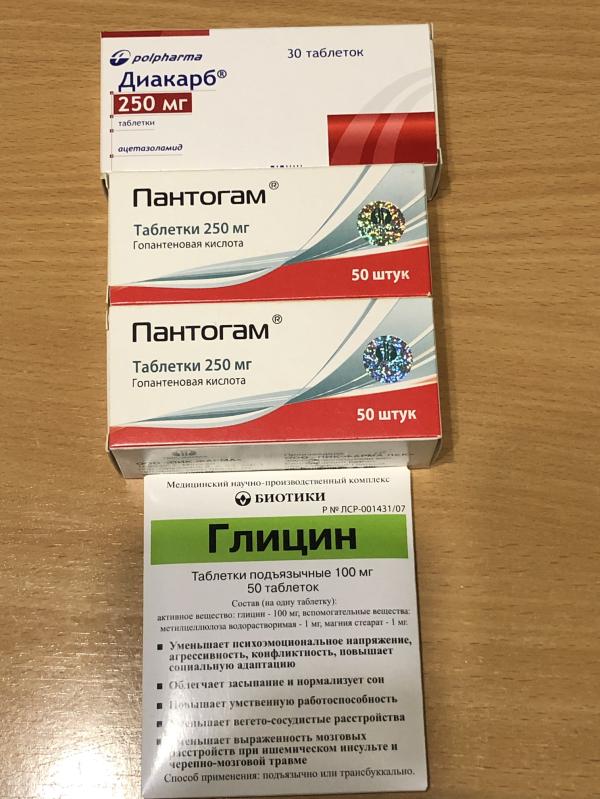 polpharma
30 таблеток
Диакарб®
250 мг
таблетки
ацетазоламид
Пантогам®
Таблетки 250 мг
Гопантеновая кислота
50 штук
Пантогам®
Таблетки 250 мг
Гопантеновая кислота
50 штук
Медицинский научно-производственный комплекс
БИОТИКИ
Р № ЛСР-001431/07
Глицин
Таблетки подъязычные 100 мг
50 таблеток
Состав (на одну таблетку):
активное вещество: глицин - 100 мг, вспомогательные вещества:
метилцеллюлоза водорастворимая - 1 мг, магния стеарат - 1 мг.
■ Уменьшает психоэмоциональное напряжение,
агрессивность, конфликтность, повышает
социальную адаптацию
■ Облегчает засыпание и нормализует сон
■ Повышает умственную работоспособность
■ Уменьшает вегето-сосудистые расстройства
■ Уменьшает выраженность мозговых
расстройств при ишемическом инсульте и
черепно-мозговой травме
Способ применения: подъязычно или трансбуккально.